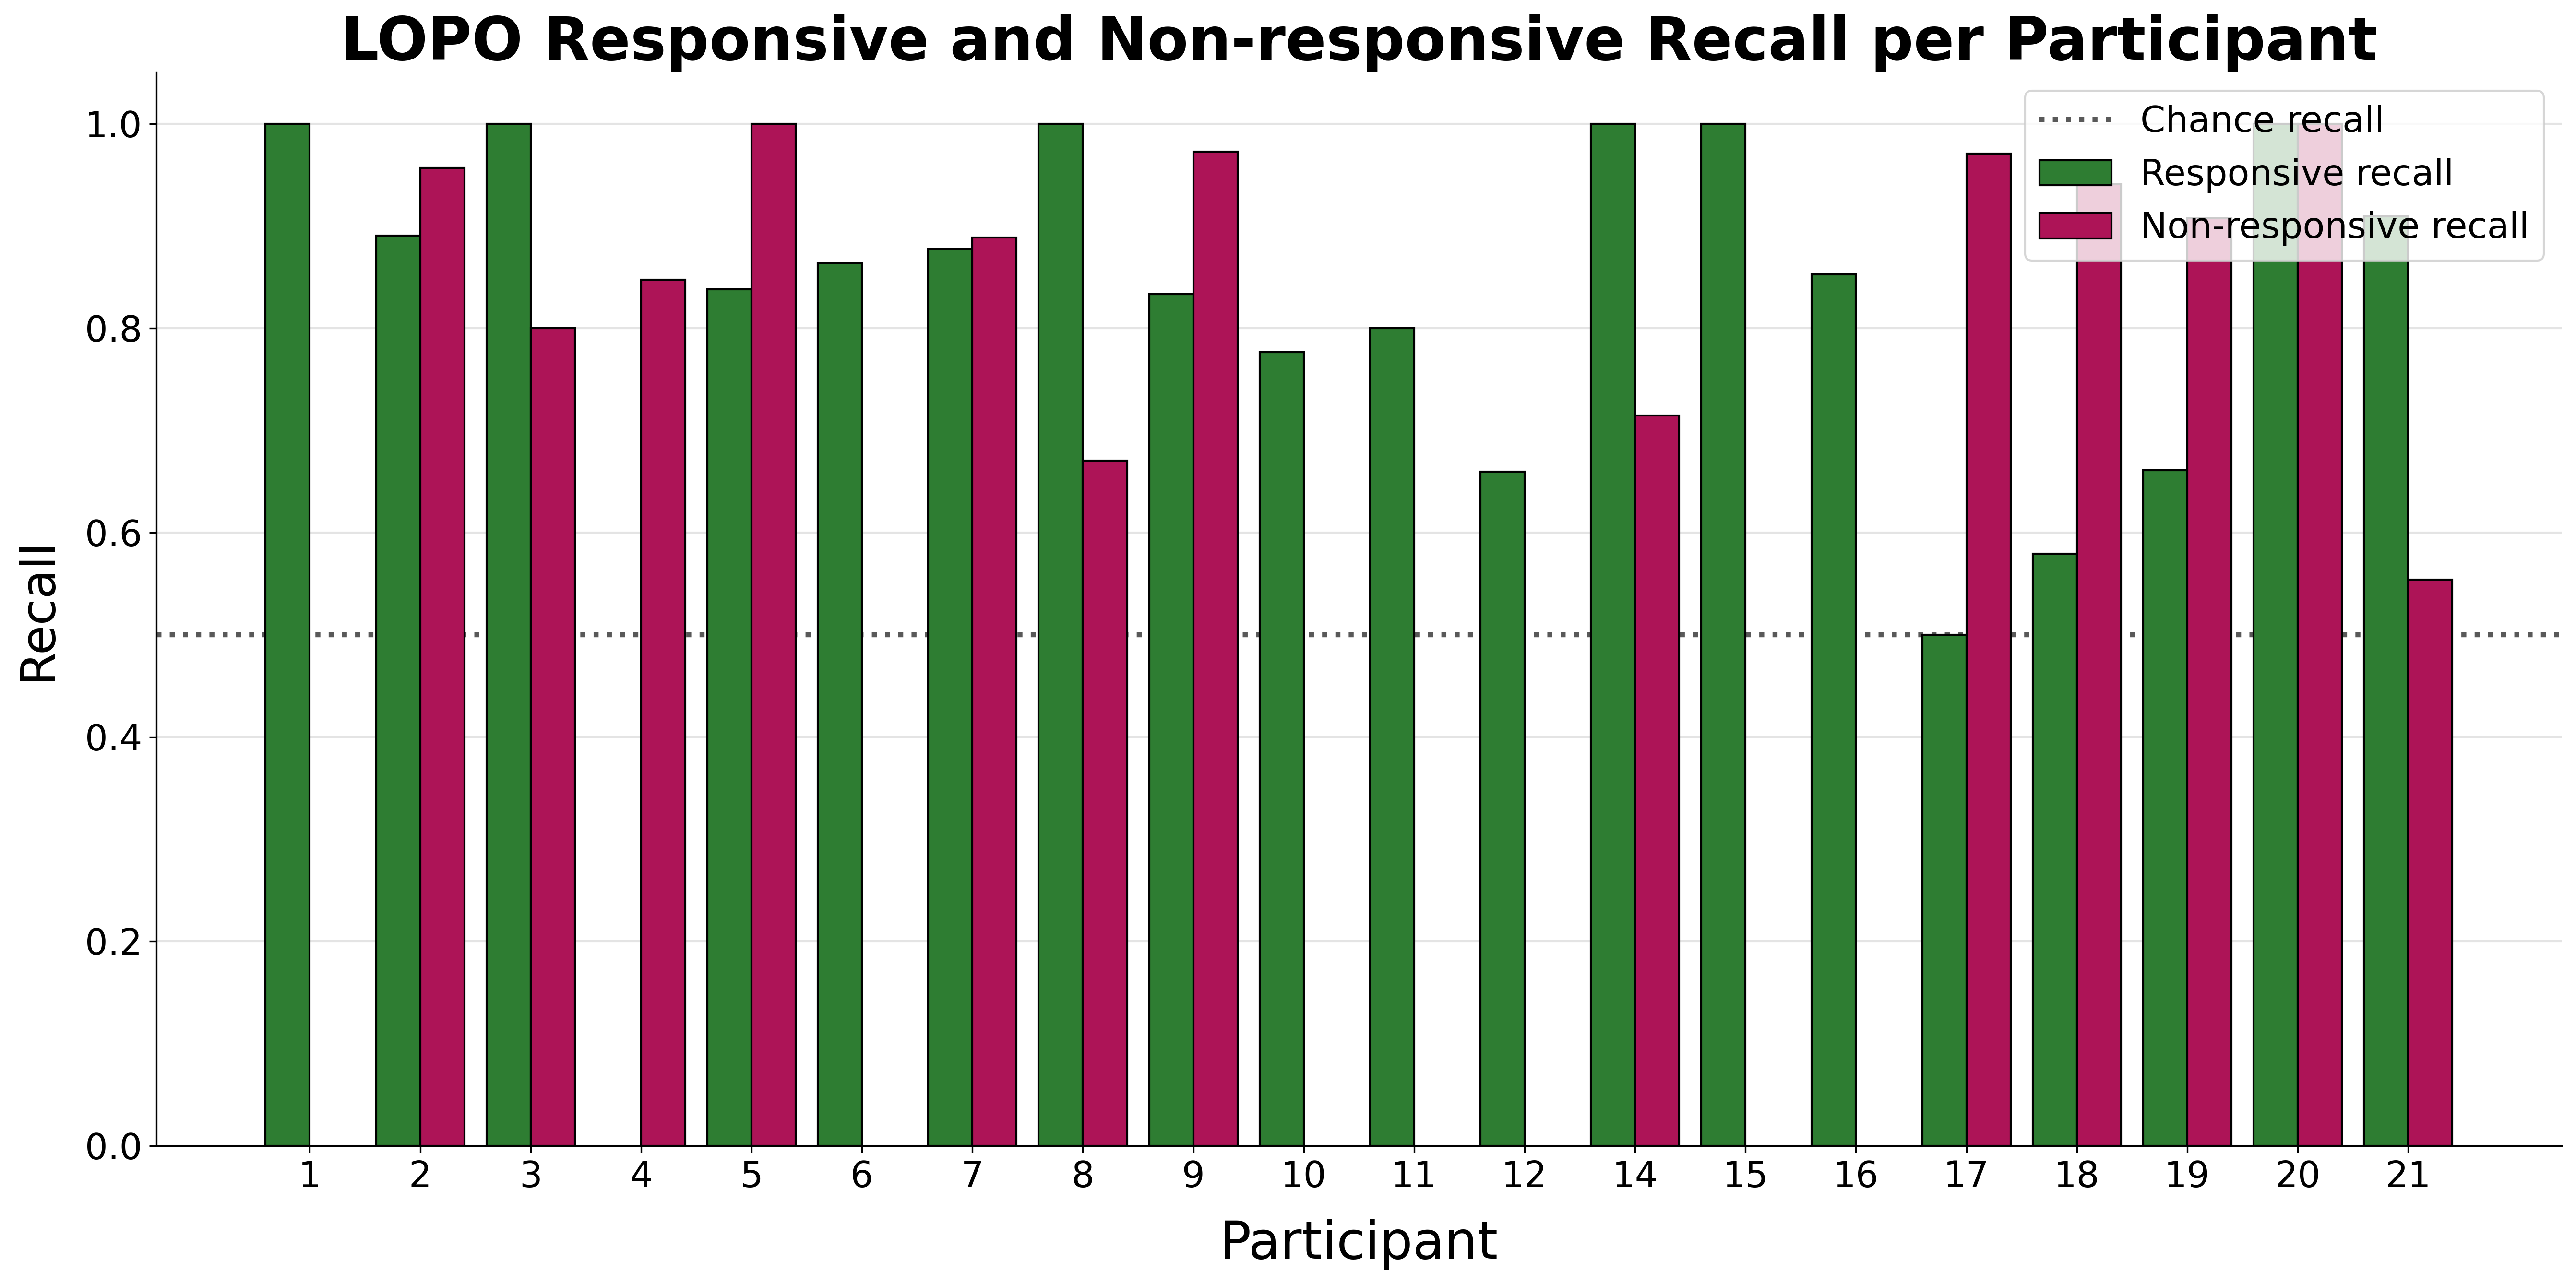 LOPO Responsive and Non-responsive Recall per Participant
Chance recall
Responsive recall
Non-responsive recall
Recall
1.0
0.8
0.6
0.4
0.2
0.0
1 2 3 4 5 6 7 8 9 10 11 12 14 15 16 17 18 19 20 21
Participant